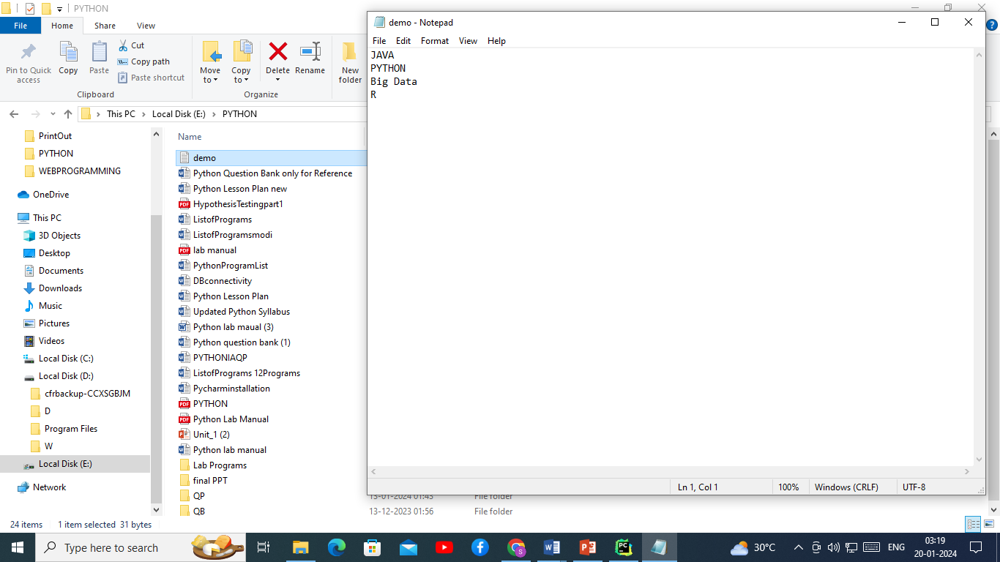 PYTHON
File
Home
Share
View
Pin to Quick access
Copy
Paste
Cut
Copy path
Paste shortcut
Clipboard
Move to
Copy to
Delete
Rename
Organize
New folder
This PC
Local Disk (E:)
PYTHON
PrintOut
PYTHON
WEBPROGRAMMING
OneDrive
This PC
3D Objects
Desktop
Documents
Downloads
Music
Pictures
Videos
Local Disk (C:)
Local Disk (D:)
cfrbackup-CCXSGBJM
D
Program Files
W
Local Disk (E:)
Network
Name
demo
Python Question Bank only for Reference
Python Lesson Plan new
HypothesisTestingpart1
ListofPrograms
ListofProgramsmodi
lab manual
PythonProgramList
DBconnectivity
Python Lesson Plan
Updated Python Syllabus
Python lab maual (3)
Python question bank (1)
PYTHONIAQP
ListofPrograms 12Programs
Pycharminstallation
PYTHON
Python Lab Manual
Unit_1 (2)
Python lab manual
Lab Programs
final PPT
QP 13-01-2024 01:43 File folder
QB 13-12-2023 01:56 File folder
24 items 1 item selected 31 bytes
demo - Notepad
File Edit Format View Help
JAVA
PYTHON
Big Data
R
Ln 1, Col 1 100% Windows (CRLF) UTF-8
Type here to search
30°C
ENG
03:19
20-01-2024